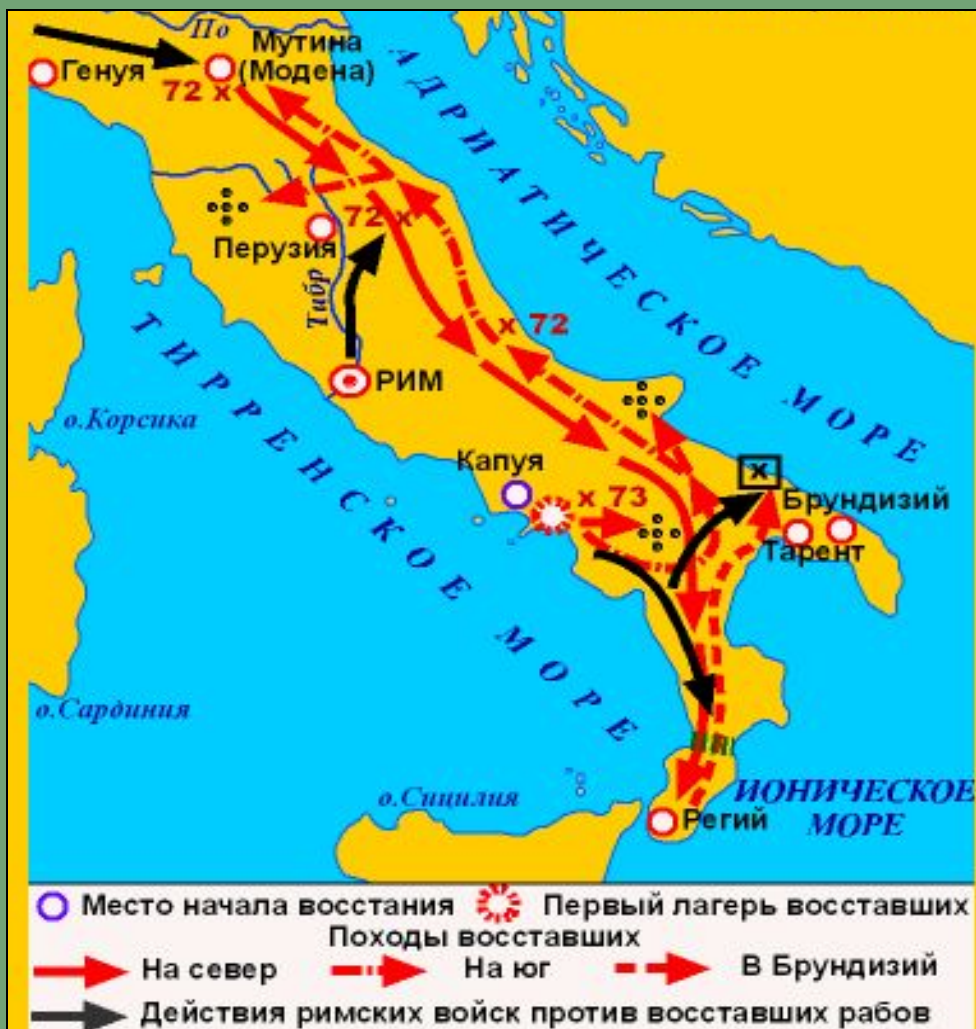 По
Мутина
(Модена)
Генуя
72 х
АДРИАТИЧЕСКОЕ МОРЕ
72 х
Перузия
Тибр
х 72
ТИРРЕНСКОЕ МОРЕ
РИМ
о.Корсика
Капуя
х 73
х
Брундизий
Тарент
о.Сардиния
о.Сицилия
Регий
ИОНИЧЕСКОЕ
МОРЕ
Место начала восстания Первый лагерь восставших
Походы восставших
На север На юг В Брундизий
Действия римских войск против восставших рабов